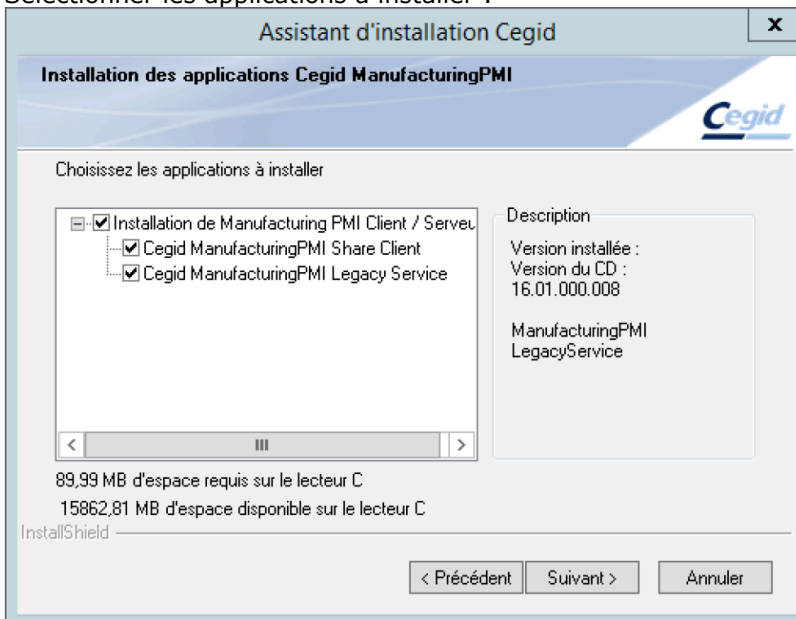 Sélectionner les applications à installer :
Assistant d'installation Cegid
x
Installation des applications Cegid ManufacturingPMI
Cegid
Choisissez les applications à installer
Installation de Manufacturing PMI Client / Serveu
Cegid ManufacturingPMI Share Client
Cegid ManufacturingPMI Legacy Service
Description
Version installée :
Version du CD :
16.01.000.008
ManufacturingPMI
LegacyService
89,99 MB d'espace requis sur le lecteur C
15862,81 MB d'espace disponible sur le lecteur C
InstallShield
< Précédent
Suivant >
Annuler